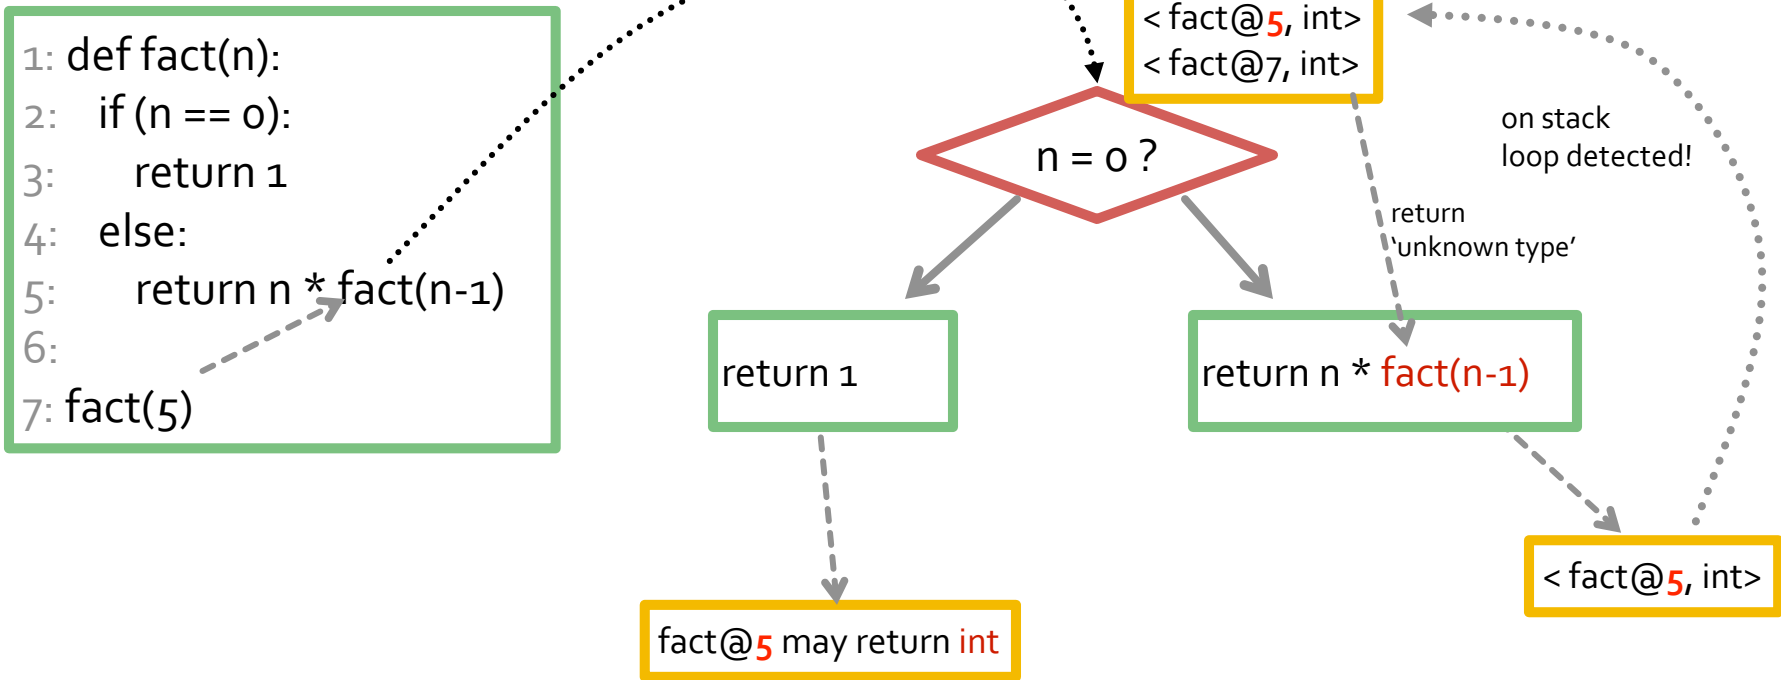 1: def fact(n):
2: if (n == 0):
3: return 1
4: else:
5: return n * fact(n-1)
6:
7: fact(5)
< fact@5, int>
< fact@7, int>
n = 0 ?
on stack
loop detected!
return
‘unknown type’
return 1
return n * fact(n-1)
< fact@5, int>
fact@5 may return int